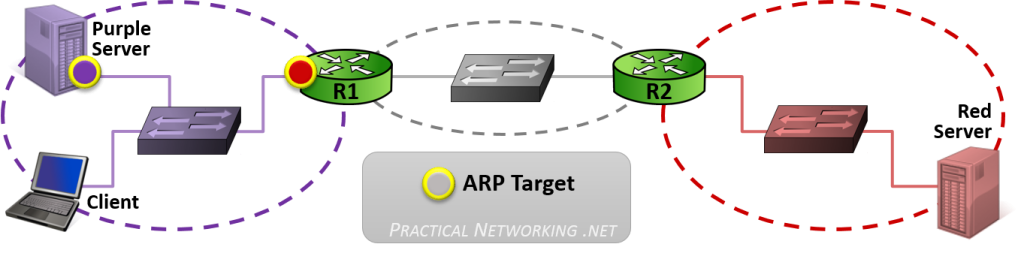 Purple
Server
R1
R2
Red
Server
Client
ARP Target
PRACTICAL NETWORKING .NET